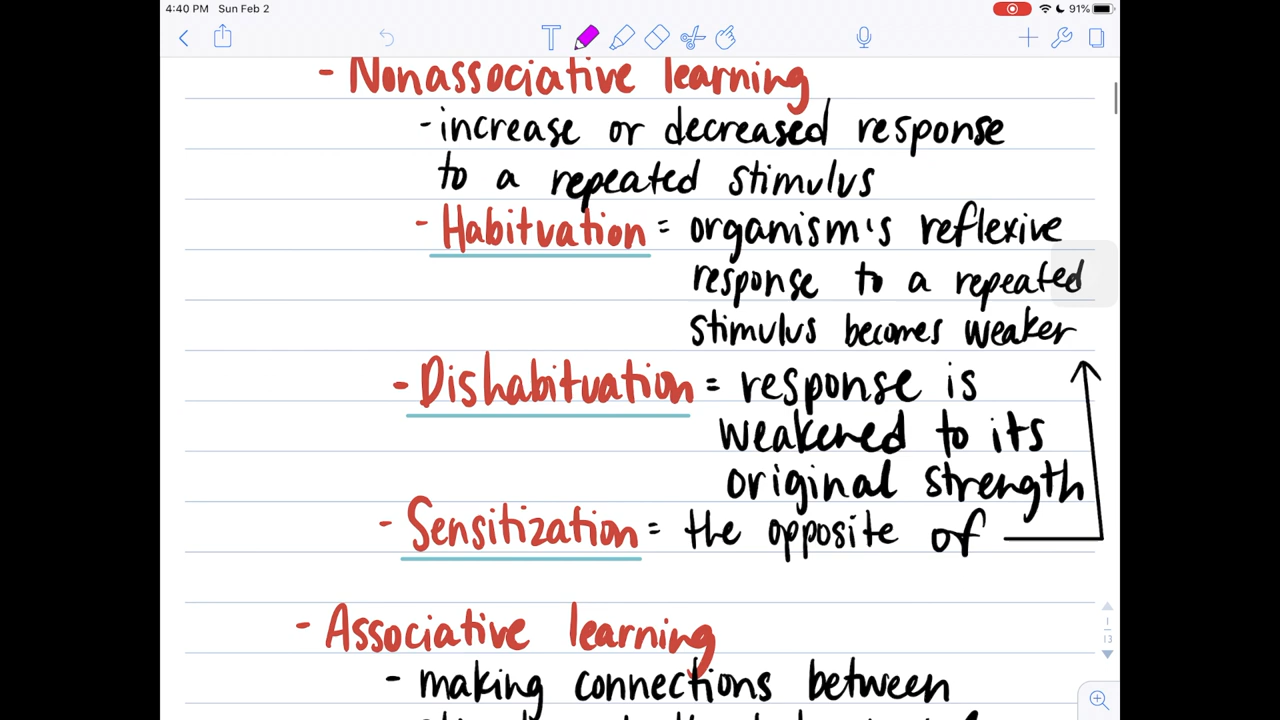 4:40 PM Sun Feb 2 91%
- Nonassociative learning
- increase or decreased response
to a repeated stimulus
- Habituation = organism's reflexive
response to a repeated
stimulus becomes weaker
- Dishabituation = response is
weakened to its
original strength
- Sensitization = the opposite of
- Associative learning
- making connections between
1
13